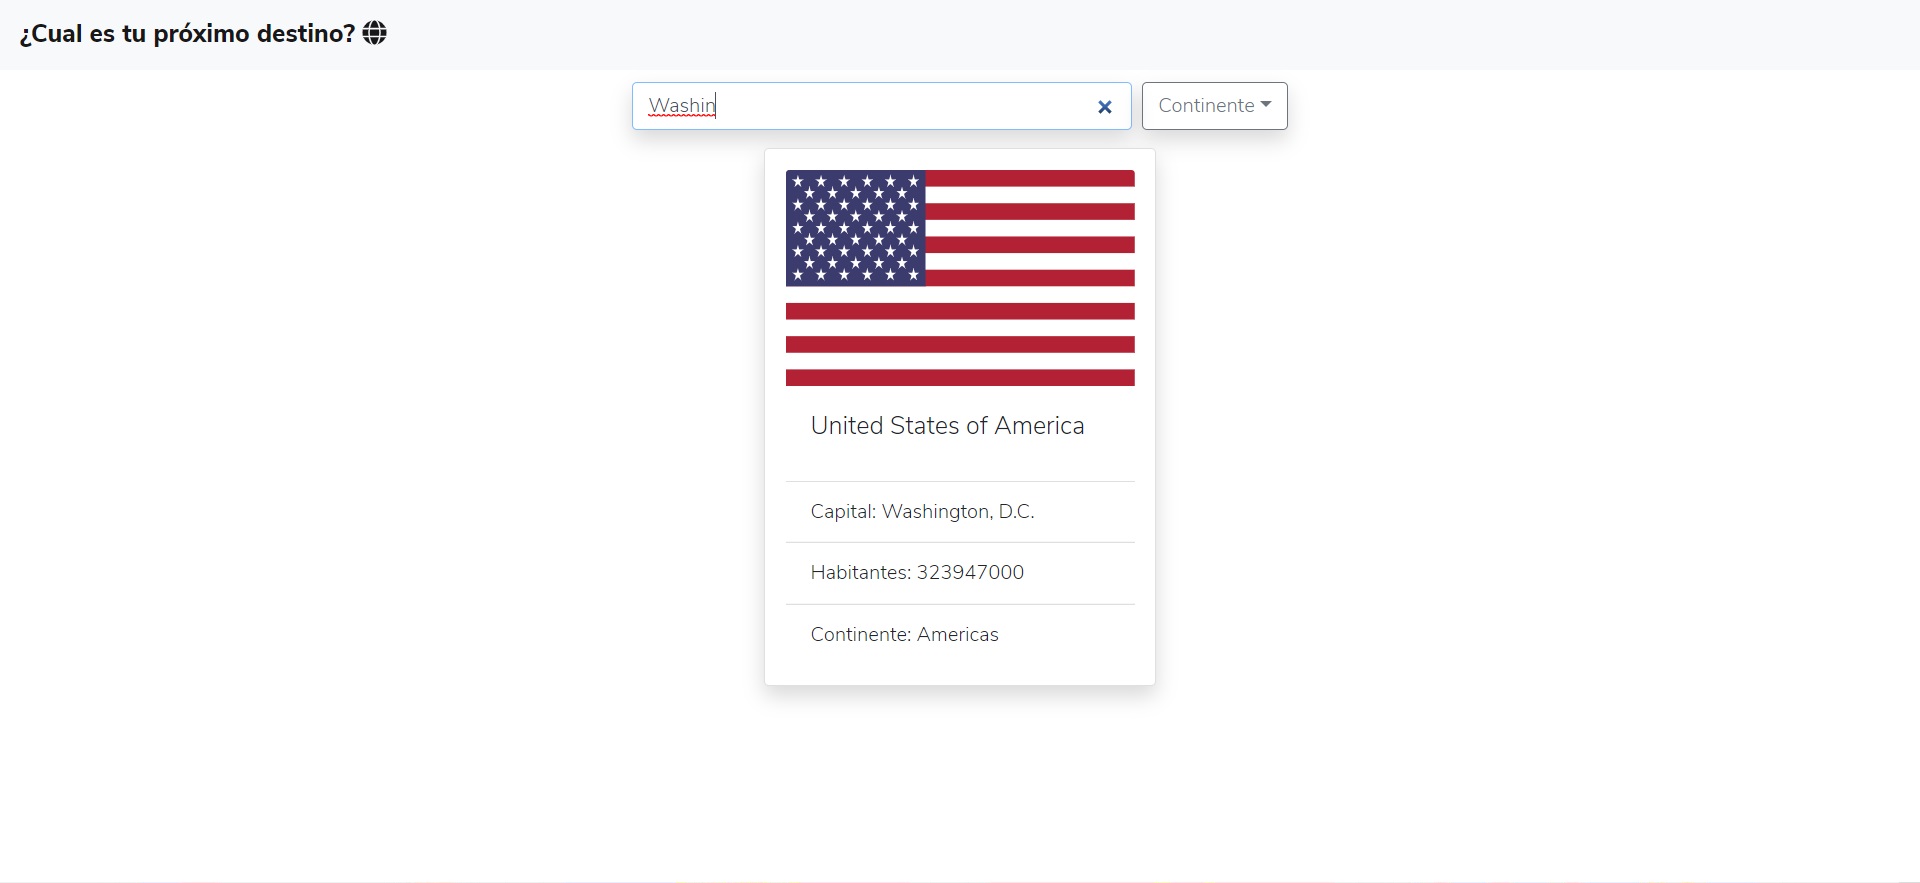 ¿Cual es tu próximo destino?
Washin
Continente
United States of America
Capital: Washington, D.C.
Habitantes: 323947000
Continente: Americas